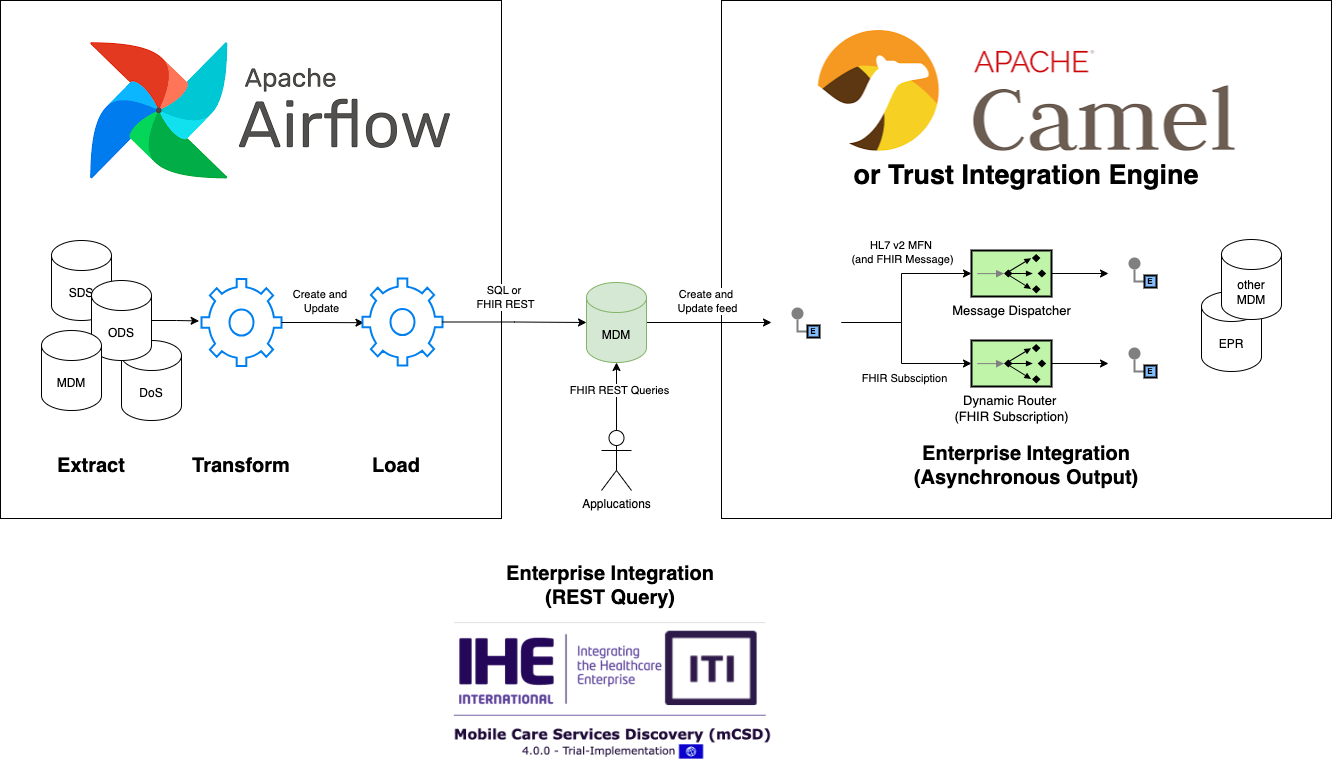 Apache
Airflow
APACHE
Camel
or Trust Integration Engine
SDS
ODS
MDM
DoS
Create and
Update
SQL or
FHIR REST
MDM
Create and
Update feed
FHIR REST Queries
Applucations
Extract
Transform
Load
HL7 v2 MFN
(and FHIR Message)
Message Dispatcher
E
E
FHIR Subsciption
Dynamic Router
(FHIR Subscription)
E
other
MDM
EPR
Enterprise Integration
(Asynchronous Output)
Enterprise Integration
(REST Query)
IHE
INTERNATIONAL
Integrating
the Healthcare
Enterprise
ITI
Mobile Care Services Discovery (mCSD)
4.0.0 - Trial-Implementation